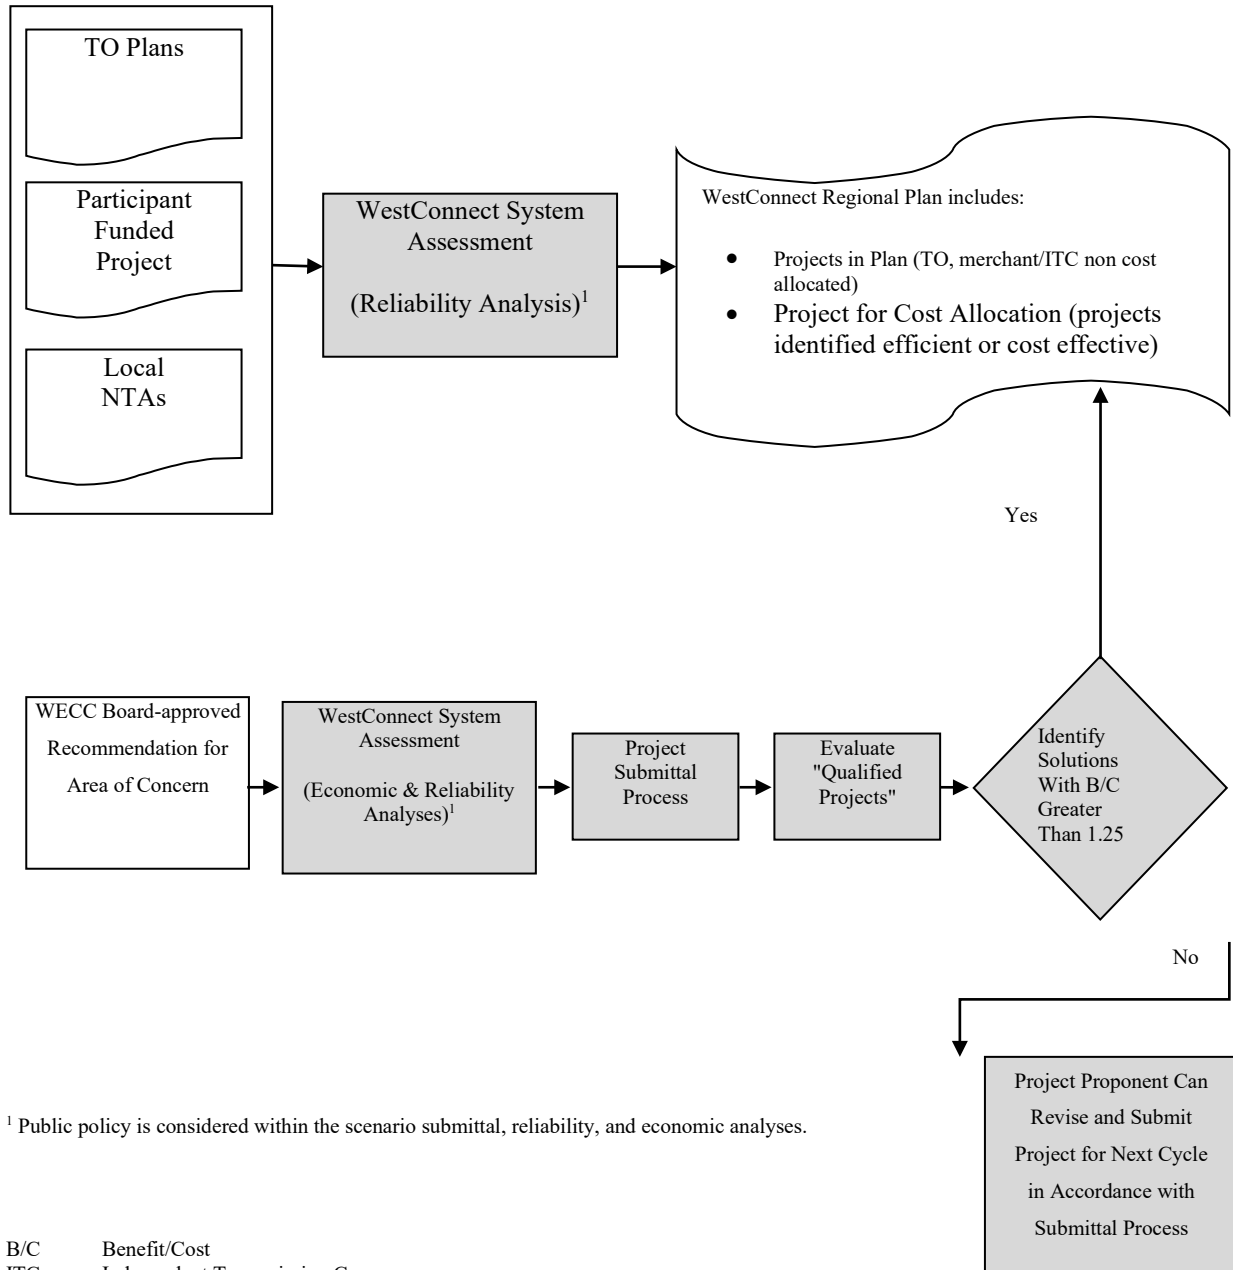 TO Plans
Participant
Funded
Project
Local
NTAs
WestConnect System
Assessment
(Reliability Analysis)1
WestConnect Regional Plan includes:
• Projects in Plan (TO, merchant/ITC non cost
allocated)
• Project for Cost Allocation (projects
identified efficient or cost effective)
Yes
WECC Board-approved
Recommendation for
Area of Concern
WestConnect System
Assessment
(Economic & Reliability
Analyses)1
Project
Submittal
Process
Evaluate
"Qualified
Projects"
Identify
Solutions
With B/C
Greater
Than 1.25
No
Project Proponent Can
Revise and Submit
Project for Next Cycle
in Accordance with
Submittal Process
1 Public policy is considered within the scenario submittal, reliability, and economic analyses.
B/C Benefit/Cost